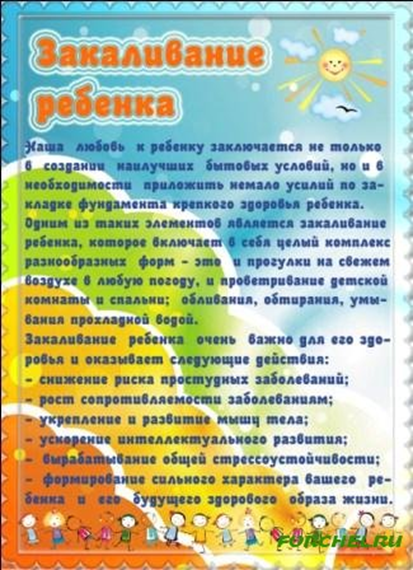 Закаливание
ребенка
Наша любовь к ребенку заключается не только
в создании наилучших бытовых условий, но и в
необходимости приложить немало усилий по за-
кладке фундамента крепкого здоровья ребенка.
Одним из таких элементов является закаливание
ребенка, которое включает в себя целый комплекс
разнообразных форм - это и прогулки на свежем
воздухе в любую погоду, и проветривание детской
комнаты и спальни; обливания, обтирания, умы-
вания прохладной водой.
Закаливание ребенка очень важно для его здо-
ровья и оказывает следующие действия:
- снижение риска простудных заболеваний;
- рост сопротивляемости заболеваниям;
- укрепление и развитие мышц тела;
- ускорение интеллектуального развития;
- вырабатывание общей стрессоустойчивости;
- формирование сильного характера вашего ре-
бенка и его будущего здорового образа жизни.
FORCHEL.RU